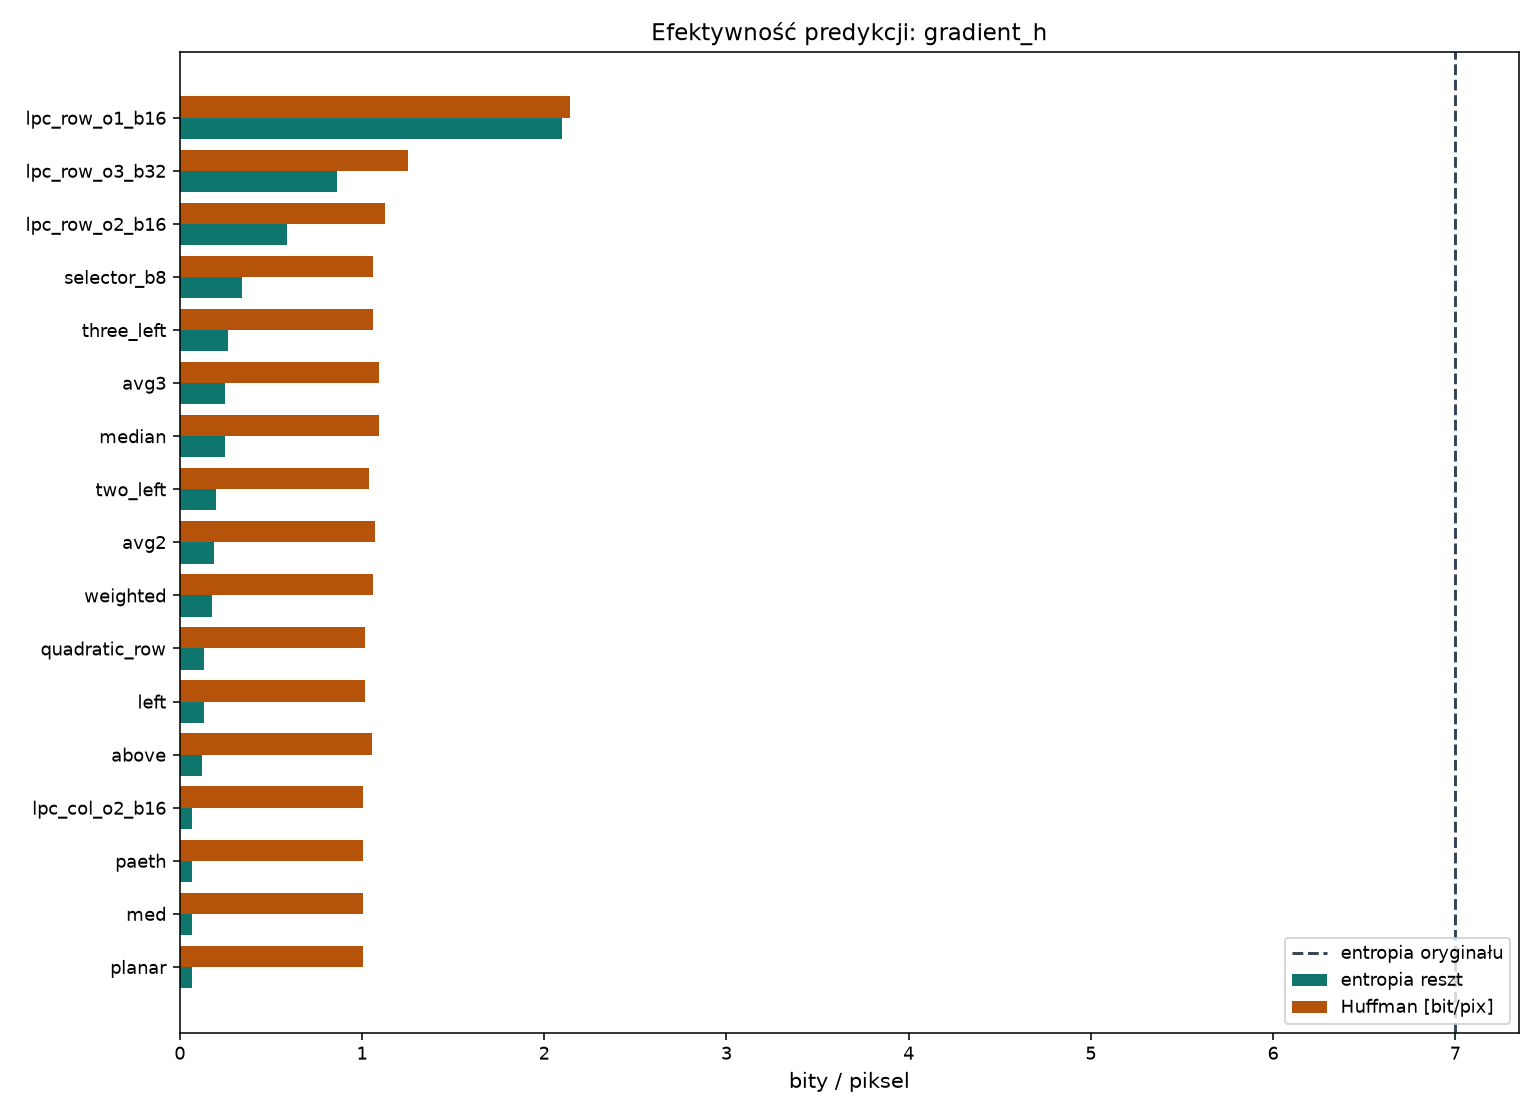 Efektywność predykcji: gradient_h
lpc_row_o1_b16
lpc_row_o3_b32
lpc_row_o2_b16
selector_b8
three_left
avg3
median
two_left
avg2
weighted
quadratic_row
left
above
lpc_col_o2_b16
paeth
med
planar
entropia oryginału
entropia reszt
Huffman [bit/pix]
0 1 2 3 4 5 6 7
bity / piksel